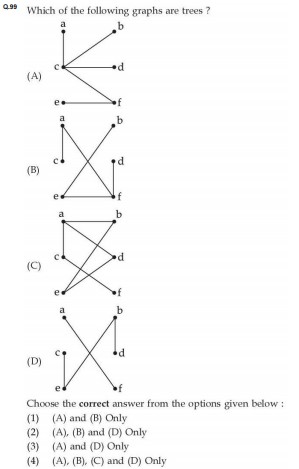 Q.99 Which of the following graphs are trees ?
a
b
c
d
(A)
e
f
a
b
c
d
(B)
e
f
a
b
c
d
(C)
e
f
a
b
c
d
(D)
e
f
Choose the correct answer from the options given below :
(1) (A) and (B) Only
(2) (A), (B) and (D) Only
(3) (A) and (D) Only
(4) (A), (B), (C) and (D) Only